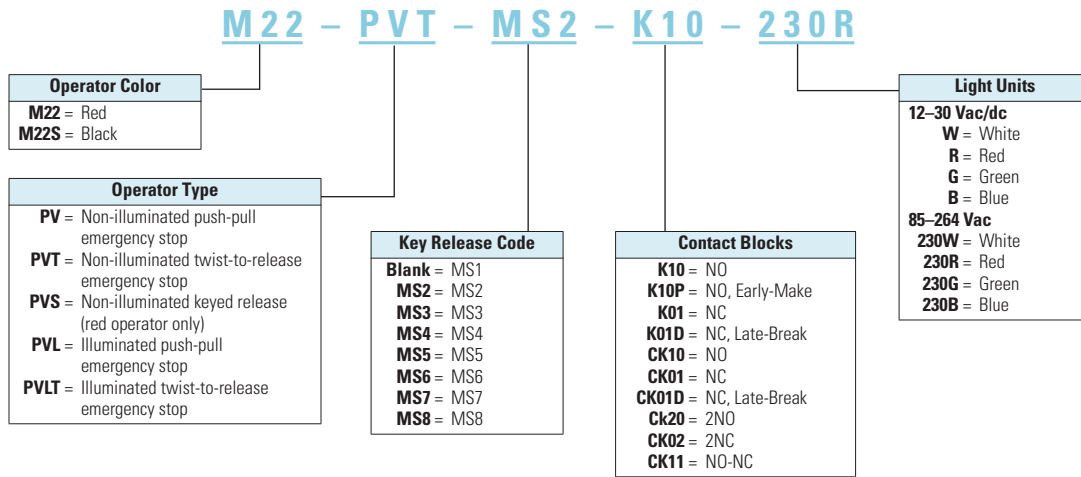 M22 – PVT – MS2 – K10 – 230R
Operator Color
M22 = Red
M22S = Black
Operator Type
PV = Non-illuminated push-pull
emergency stop
PVT = Non-illuminated twist-to-release
emergency stop
PVS = Non-illuminated keyed release
(red operator only)
PVL = Illuminated push-pull
emergency stop
PVLT = Illuminated twist-to-release
emergency stop
Key Release Code
Blank = MS1
MS2 = MS2
MS3 = MS3
MS4 = MS4
MS5 = MS5
MS6 = MS6
MS7 = MS7
MS8 = MS8
Contact Blocks
K10 = NO
K10P = NO, Early-Make
K01 = NC
K01D = NC, Late-Break
CK10 = NO
CK01 = NC
CK01D = NC, Late-Break
Ck20 = 2NO
CK02 = 2NC
CK11 = NO-NC
Light Units
12–30 Vac/dc
W = White
R = Red
G = Green
B = Blue
85–264 Vac
230W = White
230R = Red
230G = Green
230B = Blue